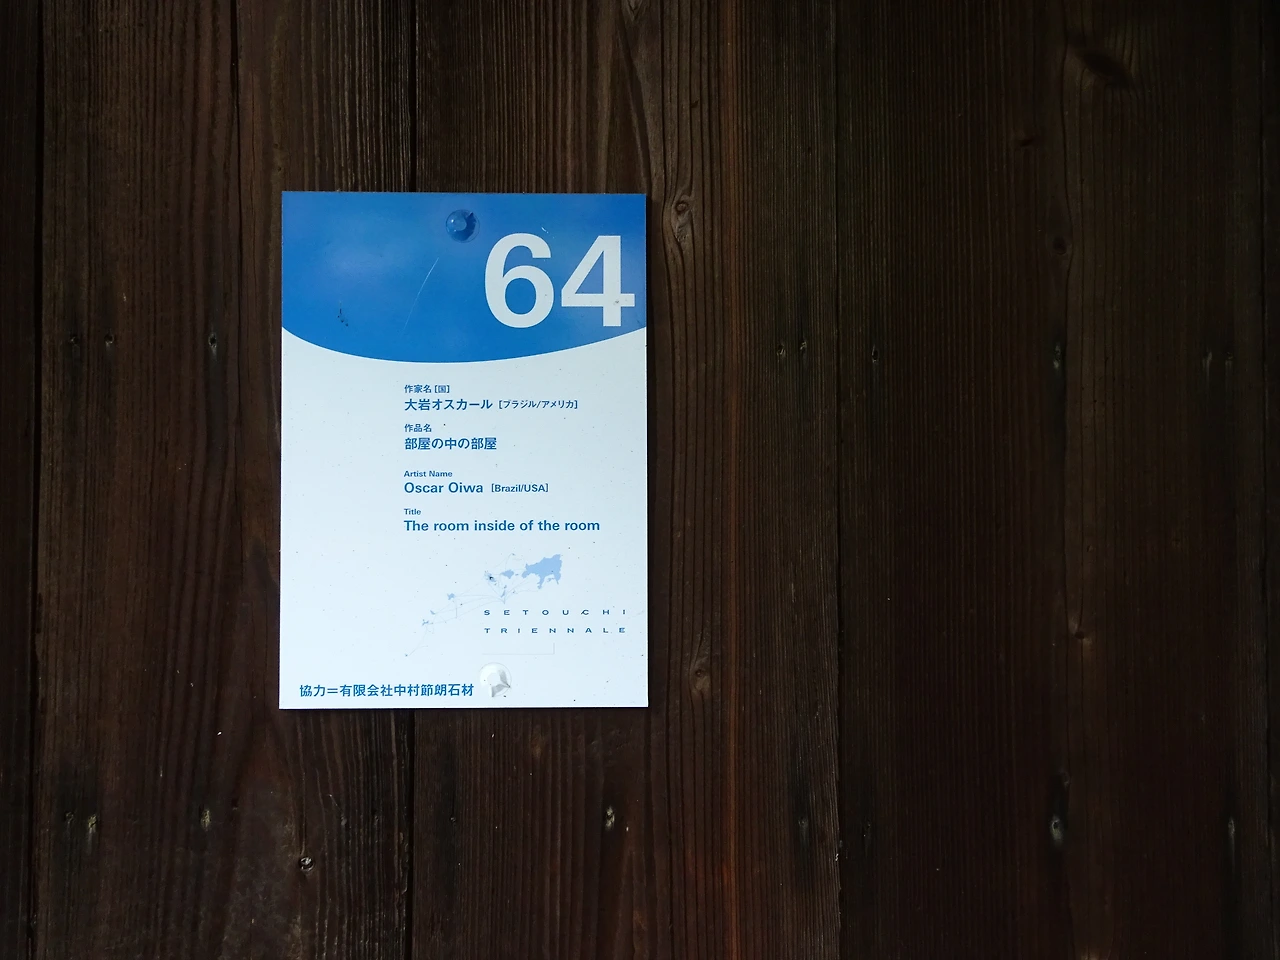 64
作家名 [国]
大岩オスカール [ブラジル/アメリカ]
作品名
部屋の中の部屋
Artist Name
Oscar Oiwa [Brazil/USA]
Title
The room inside of the room
SETOUCHI
TRIENNALE
協力＝有限会社中村節朗石材